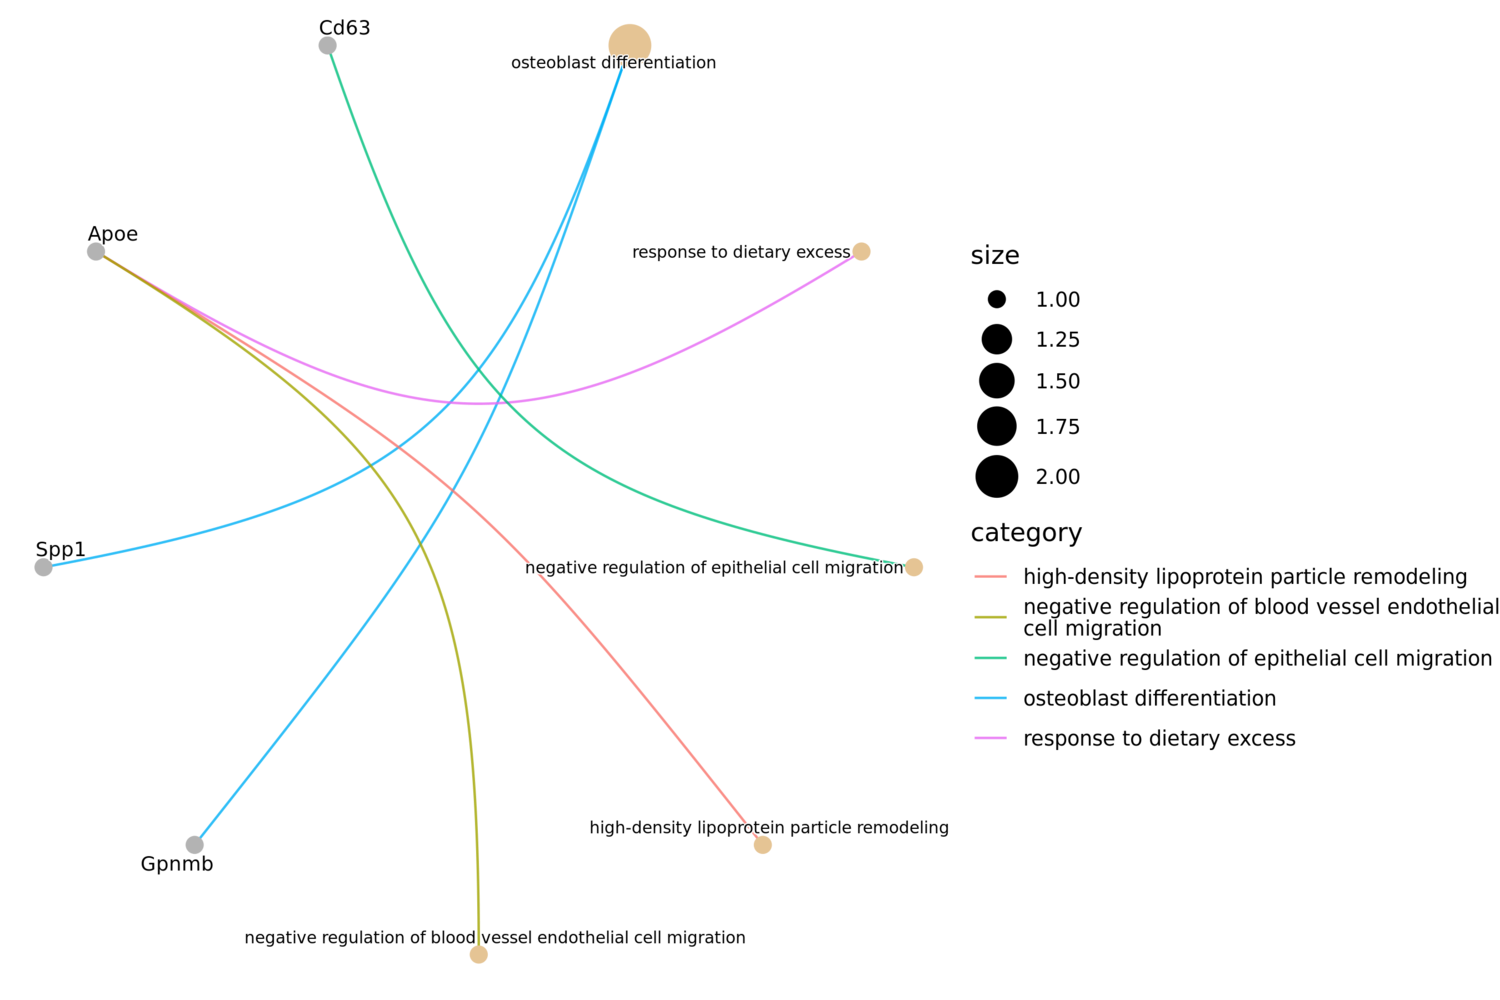 Cd63
osteoblast differentiation
Apoe
response to dietary excess
Spp1
negative regulation of epithelial cell migration
high-density lipoprotein particle remodeling
Gpnmb
negative regulation of blood vessel endothelial cell migration
size
1.00
1.25
1.50
1.75
2.00
category
high-density lipoprotein particle remodeling
negative regulation of blood vessel endothelial
cell migration
negative regulation of epithelial cell migration
osteoblast differentiation
response to dietary excess